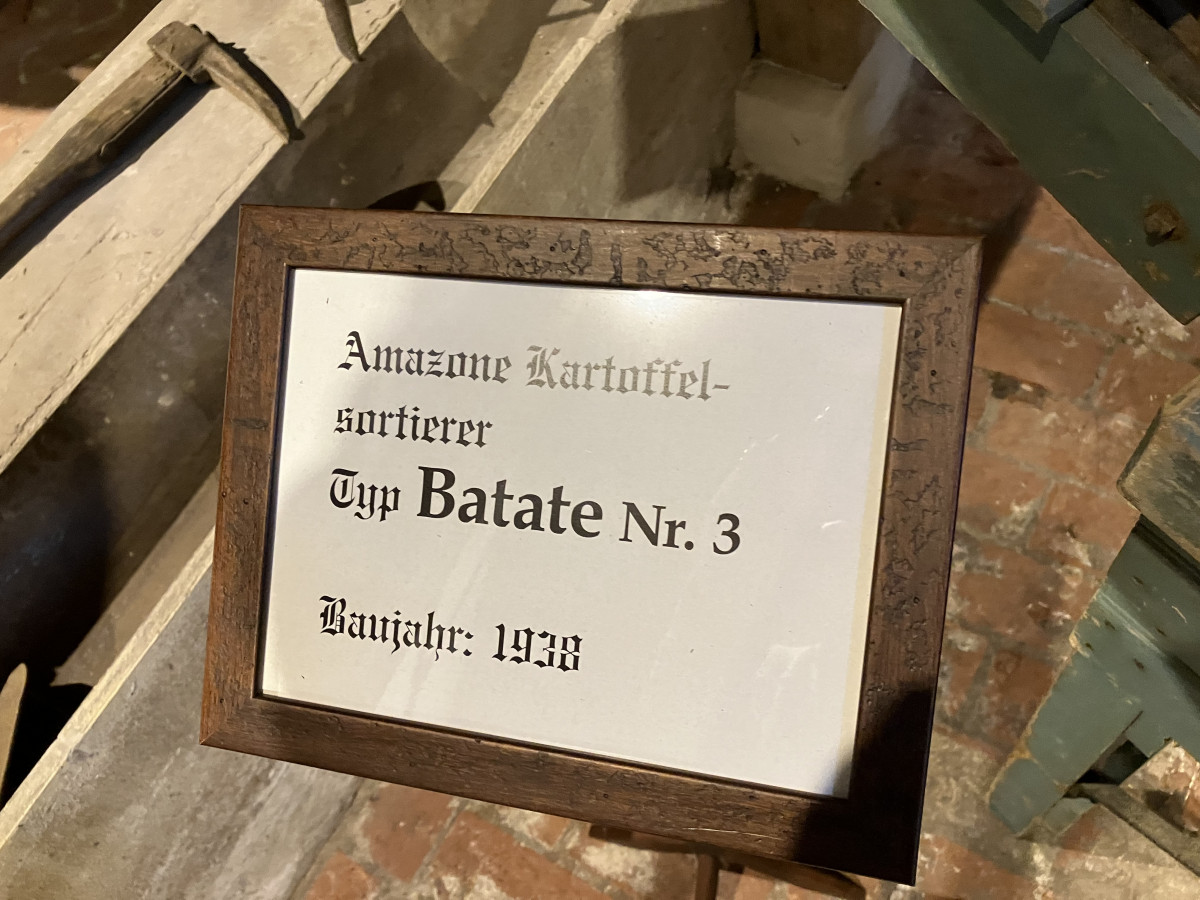 Amazone Kartoffel-
sortierer
Typ Batate Nr. 3
Baujahr: 1938